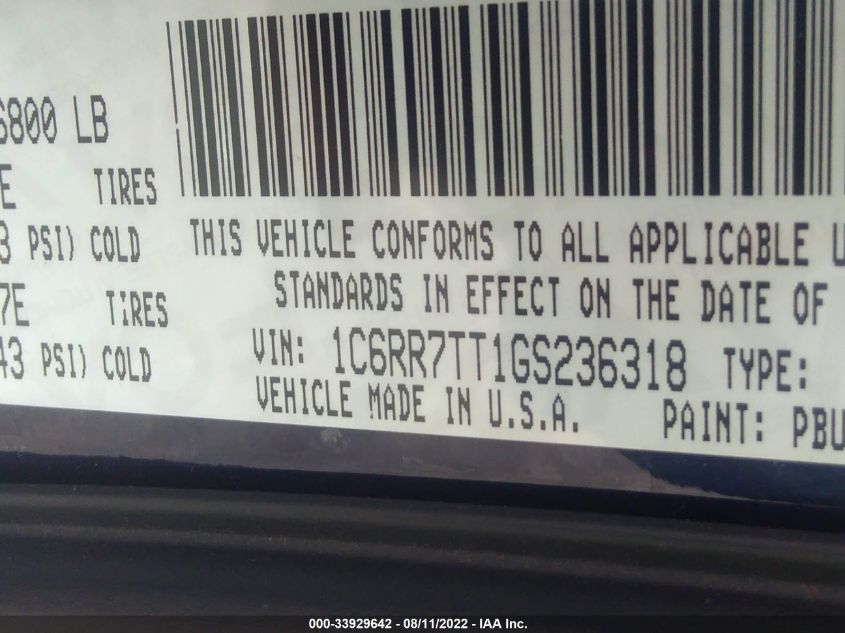 6800 LB
E TIRES
3 PSI) COLD
7E TIRES
43 PSI) COLD
THIS VEHICLE CONFORMS TO ALL APPLICABLE U
STANDARDS IN EFFECT ON THE DATE OF
VIN: 1C6RR7TT1GS236318 TYPE:
VEHICLE MADE IN U.S.A. PAINT: PBU
000-33929642 - 08/11/2022 - IAA Inc.